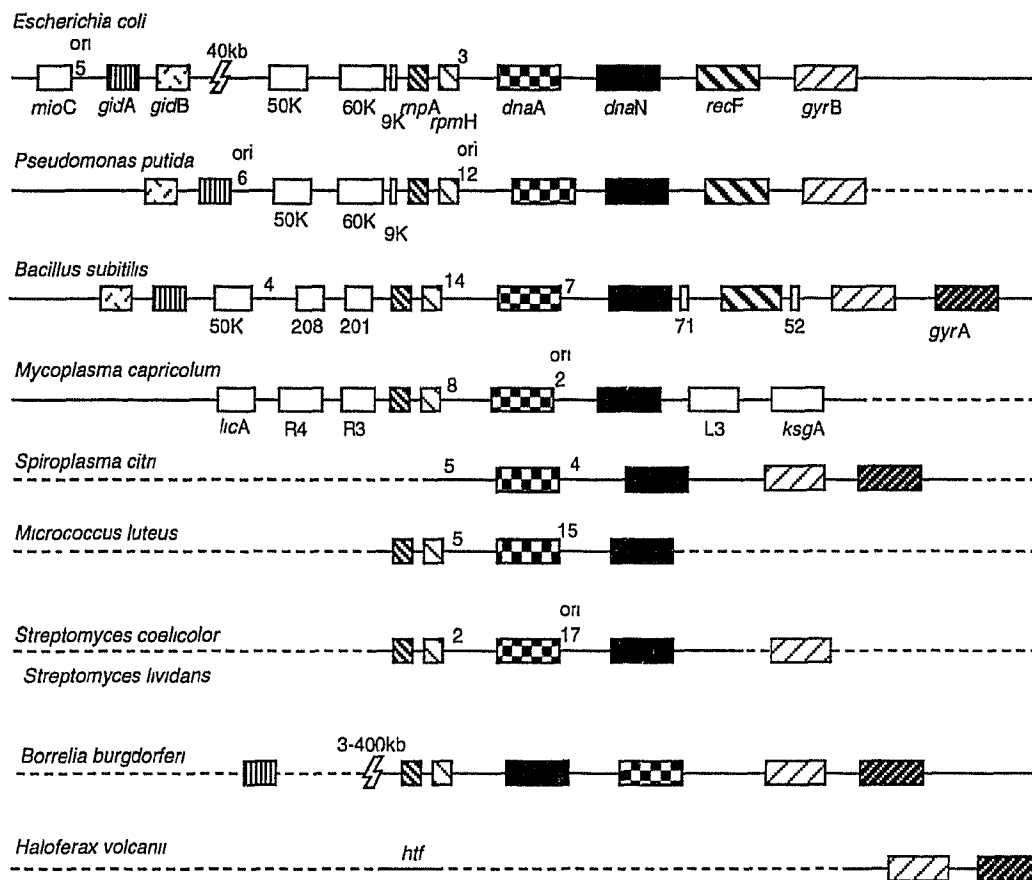 Escherichia coli
ori 40kb
5 3
mioC gidA gidB 50K 60K 9K rnpA rpmH dnaA dnaN recF gyrB
Pseudomonas putida ori ori
6 12
50K 60K 9K
Bacillus subitilis
4 14 7
50K 208 201 71 52 gyrA
Mycoplasma capricolum ori
8 2
licA R4 R3 L3 ksgA
Spiroplasma citri
5 4
Micrococcus luteus
5 15
ori
Streptomyces coelicolor 2 17
Streptomyces lividans
3-400kb
Borrelia burgdorferi
Haloferax volcanii
htf